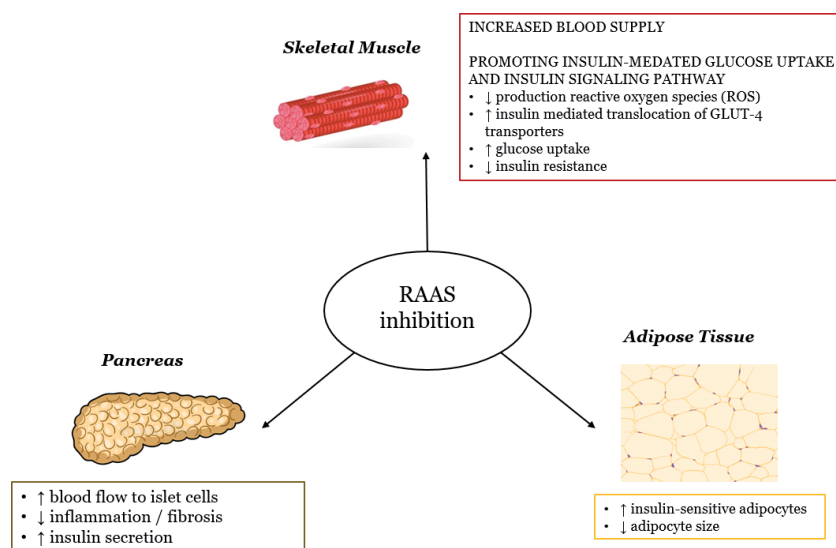 Skeletal Muscle
INCREASED BLOOD SUPPLY
PROMOTING INSULIN-MEDATED GLUCOSE UPTAKE
AND INSULIN SIGNALING PATHWAY
• ↓ production reactive oxygen species (ROS)
• ↑ insulin mediated translocation of GLUT-4
transporters
• ↑ glucose uptake
• ↓ insulin resistance
RAAS
inhibition
Pancreas
• ↑ blood flow to islet cells
• ↓ inflammation / fibrosis
• ↑ insulin secretion
Adipose Tissue
• ↑ insulin-sensitive adipocytes
• ↓ adipocyte size